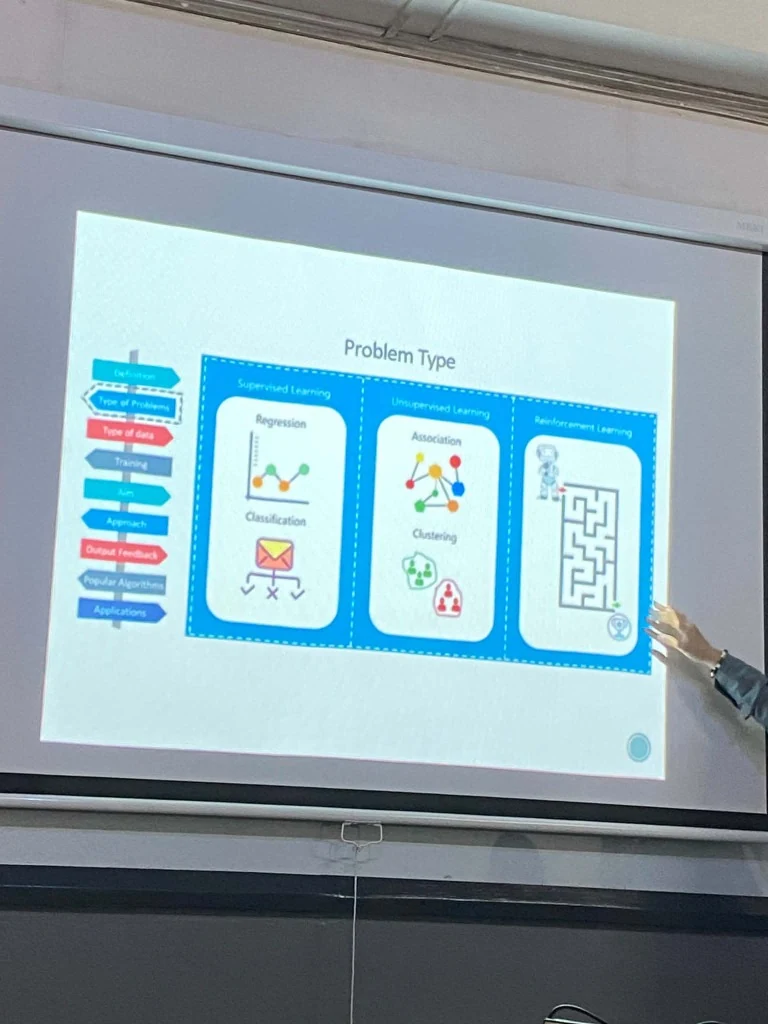 Problem Type
Definition
Type of Problems
Type of data
Training
Aim
Approach
Output Feedback
Popular Algorithms
Applications
Supervised Learning
Regression
Classification
Unsupervised Learning
Association
Clustering
Reinforcement Learning